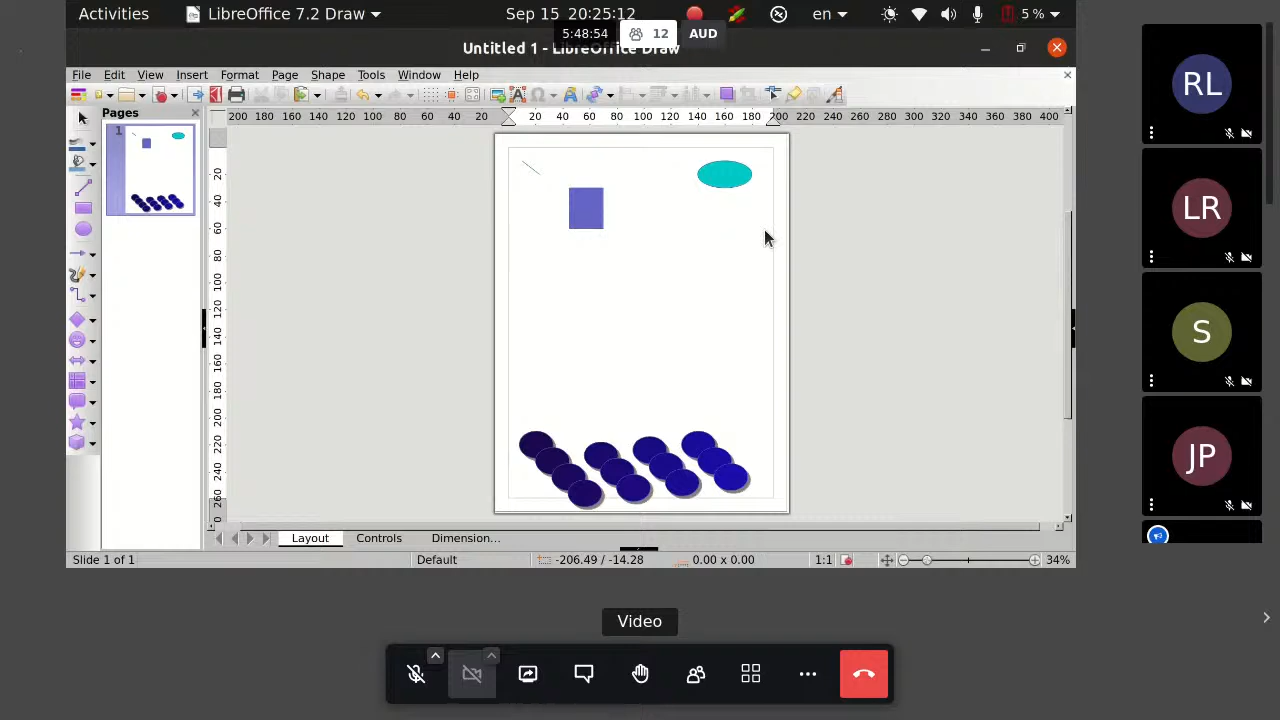 Activities LibreOffice 7.2 Draw Sep 15 20:25:12 en 5 %
5:48:54 12 AUD
Untitled 1 - LibreOffice Draw
File Edit View Insert Format Page Shape Tools Window Help
Pages
200 180 160 140 120 100 80 60 40 20 20 40 60 80 100 120 140 160 180 200 220 240 260 280 300 320 340 360 380 400
1
20
40
60
80
100
120
140
160
180
200
220
240
260
0
Layout Controls Dimension...
Slide 1 of 1 Default -206.49 / -14.28 0.00 x 0.00 1:1 34%
RL
LR
S
JP
Video